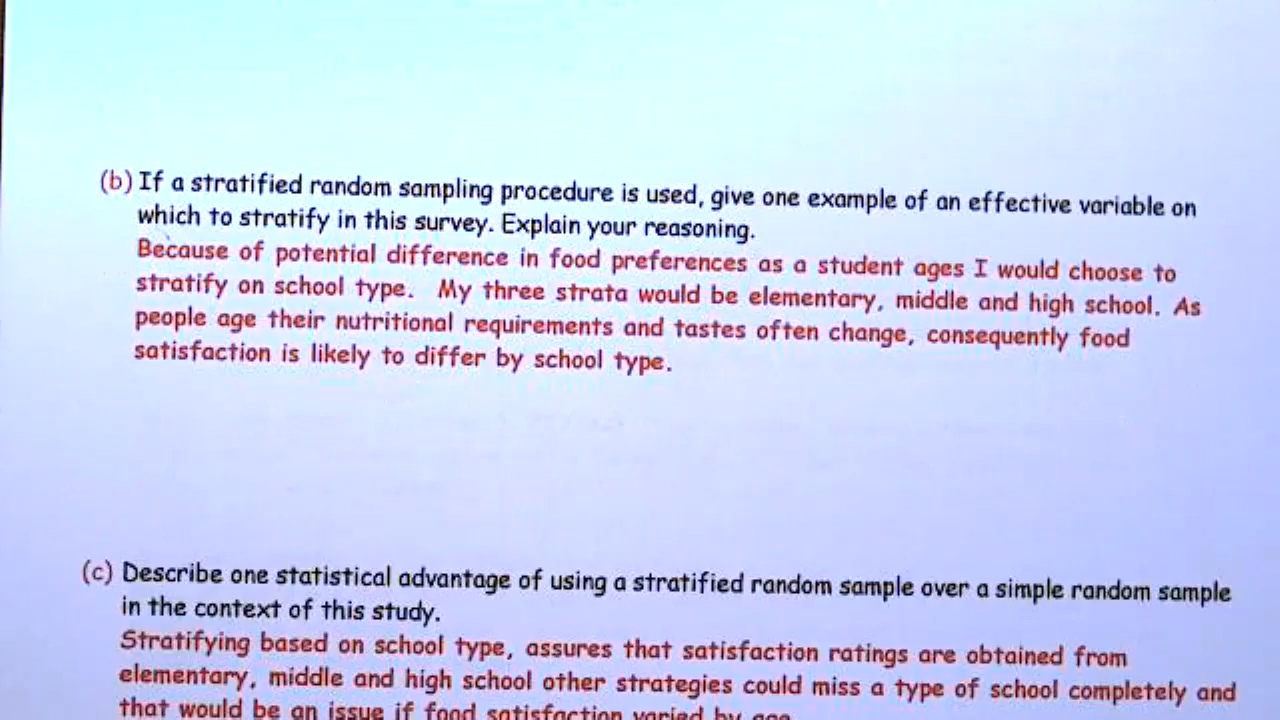 (b) If a stratified random sampling procedure is used, give one example of an effective variable on
which to stratify in this survey. Explain your reasoning.
Because of potential difference in food preferences as a student ages I would choose to
stratify on school type. My three strata would be elementary, middle and high school. As
people age their nutritional requirements and tastes often change, consequently food
satisfaction is likely to differ by school type.
(c) Describe one statistical advantage of using a stratified random sample over a simple random sample
in the context of this study.
Stratifying based on school type, assures that satisfaction ratings are obtained from
elementary, middle and high school other strategies could miss a type of school completely and
that would be an issue if food satisfaction varied by age.